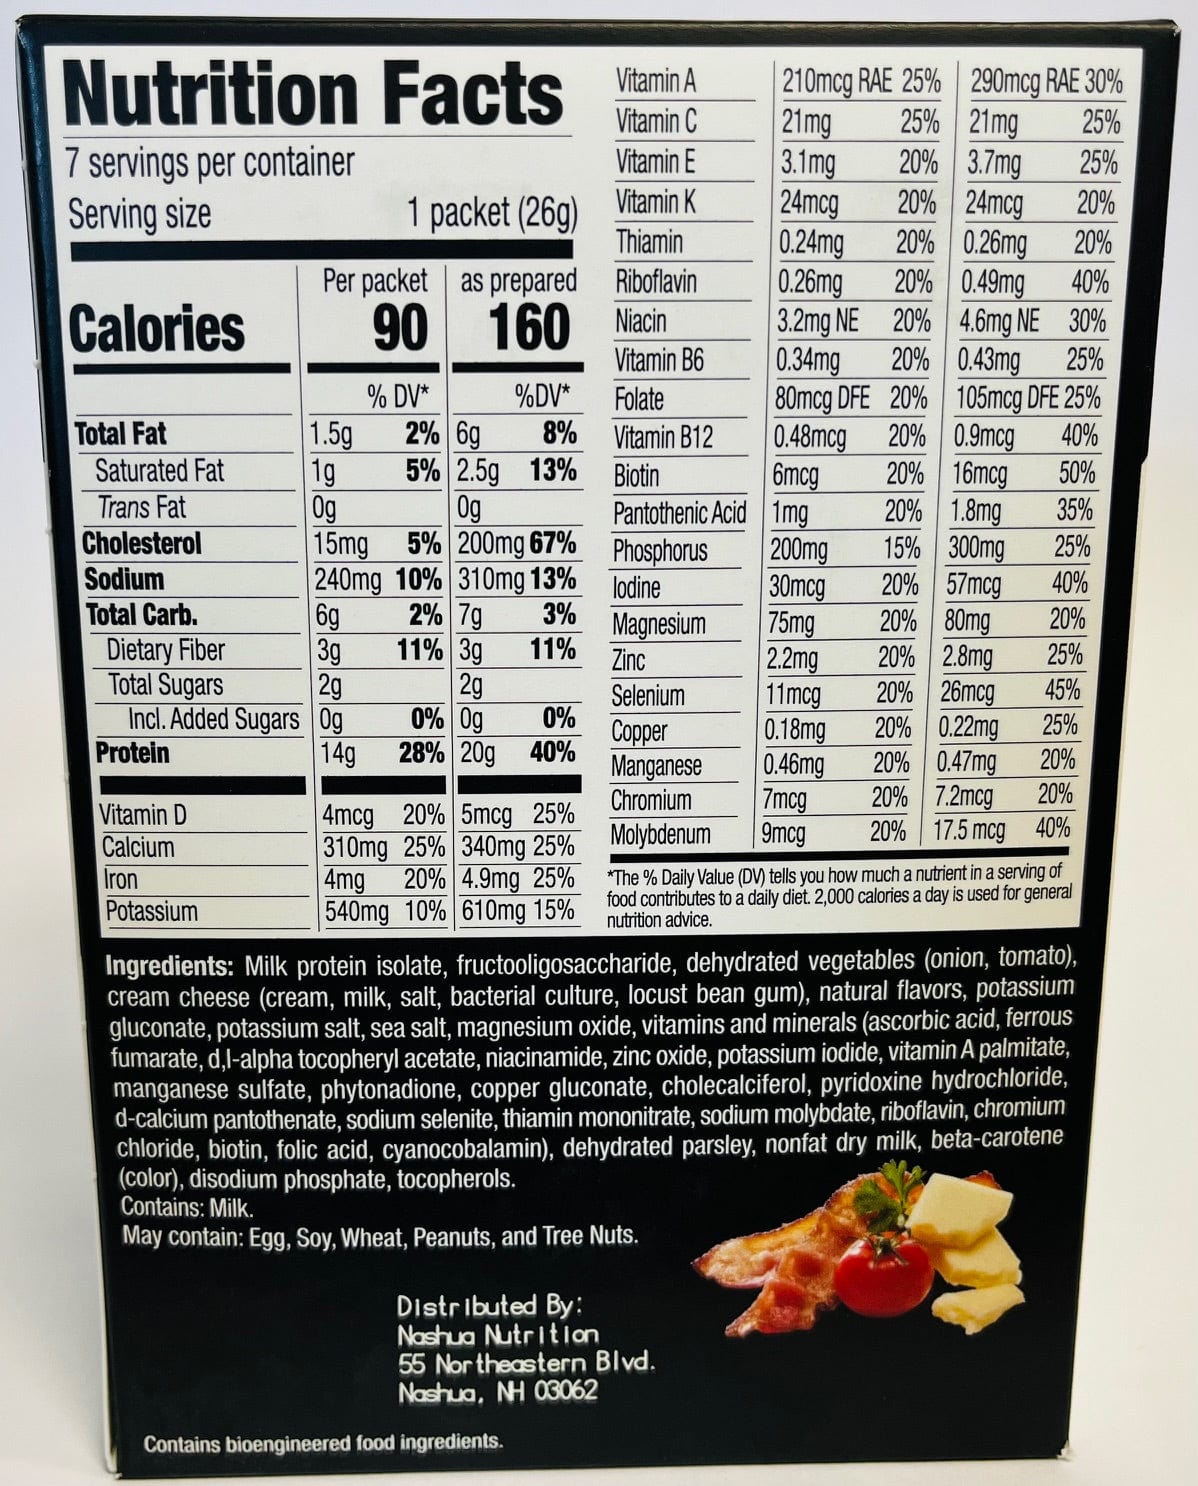 Nutrition Facts
7 servings per container
Serving size 1 packet (26g)
Per packet as prepared
Calories 90 160
% DV* %DV*
Total Fat 1.5g 2% 6g 8%
Saturated Fat 1g 5% 2.5g 13%
Trans Fat 0g 0g
Cholesterol 15mg 5% 200mg 67%
Sodium 240mg 10% 310mg 13%
Total Carb. 6g 2% 7g 3%
Dietary Fiber 3g 11% 3g 11%
Total Sugars 2g 2g
Incl. Added Sugars 0g 0% 0g 0%
Protein 14g 28% 20g 40%
Vitamin D 4mcg 20% 5mcg 25%
Calcium 310mg 25% 340mg 25%
Iron 4mg 20% 4.9mg 25%
Potassium 540mg 10% 610mg 15%
Vitamin A 210mcg RAE 25% 290mcg RAE 30%
Vitamin C 21mg 25% 21mg 25%
Vitamin E 3.1mg 20% 3.7mg 25%
Vitamin K 24mcg 20% 24mcg 20%
Thiamin 0.24mg 20% 0.26mg 20%
Riboflavin 0.26mg 20% 0.49mg 40%
Niacin 3.2mg NE 20% 4.6mg NE 30%
Vitamin B6 0.34mg 20% 0.43mg 25%
Folate 80mcg DFE 20% 105mcg DFE 25%
Vitamin B12 0.48mcg 20% 0.9mcg 40%
Biotin 6mcg 20% 16mcg 50%
Pantothenic Acid 1mg 20% 1.8mg 35%
Phosphorus 200mg 15% 300mg 25%
Iodine 30mcg 20% 57mcg 40%
Magnesium 75mg 20% 80mg 20%
Zinc 2.2mg 20% 2.8mg 25%
Selenium 11mcg 20% 26mcg 45%
Copper 0.18mg 20% 0.22mg 25%
Manganese 0.46mg 20% 0.47mg 20%
Chromium 7mcg 20% 7.2mcg 20%
Molybdenum 9mcg 20% 17.5 mcg 40%
*The % Daily Value (DV) tells you how much a nutrient in a serving of
food contributes to a daily diet. 2,000 calories a day is used for general
nutrition advice.
Ingredients: Milk protein isolate, fructooligosaccharide, dehydrated vegetables (onion, tomato),
cream cheese (cream, milk, salt, bacterial culture, locust bean gum), natural flavors, potassium
gluconate, potassium salt, sea salt, magnesium oxide, vitamins and minerals (ascorbic acid, ferrous
fumarate, d,l-alpha tocopheryl acetate, niacinamide, zinc oxide, potassium iodide, vitamin A palmitate,
manganese sulfate, phytonadione, copper gluconate, cholecalciferol, pyridoxine hydrochloride,
d-calcium pantothenate, sodium selenite, thiamin mononitrate, sodium molybdate, riboflavin, chromium
chloride, biotin, folic acid, cyanocobalamin), dehydrated parsley, nonfat dry milk, beta-carotene
(color), disodium phosphate, tocopherols.
Contains: Milk.
May contain: Egg, Soy, Wheat, Peanuts, and Tree Nuts.
Distributed By:
Nashua Nutrition
55 Northeastern Blvd.
Nashua, NH 03062
Contains bioengineered food ingredients.